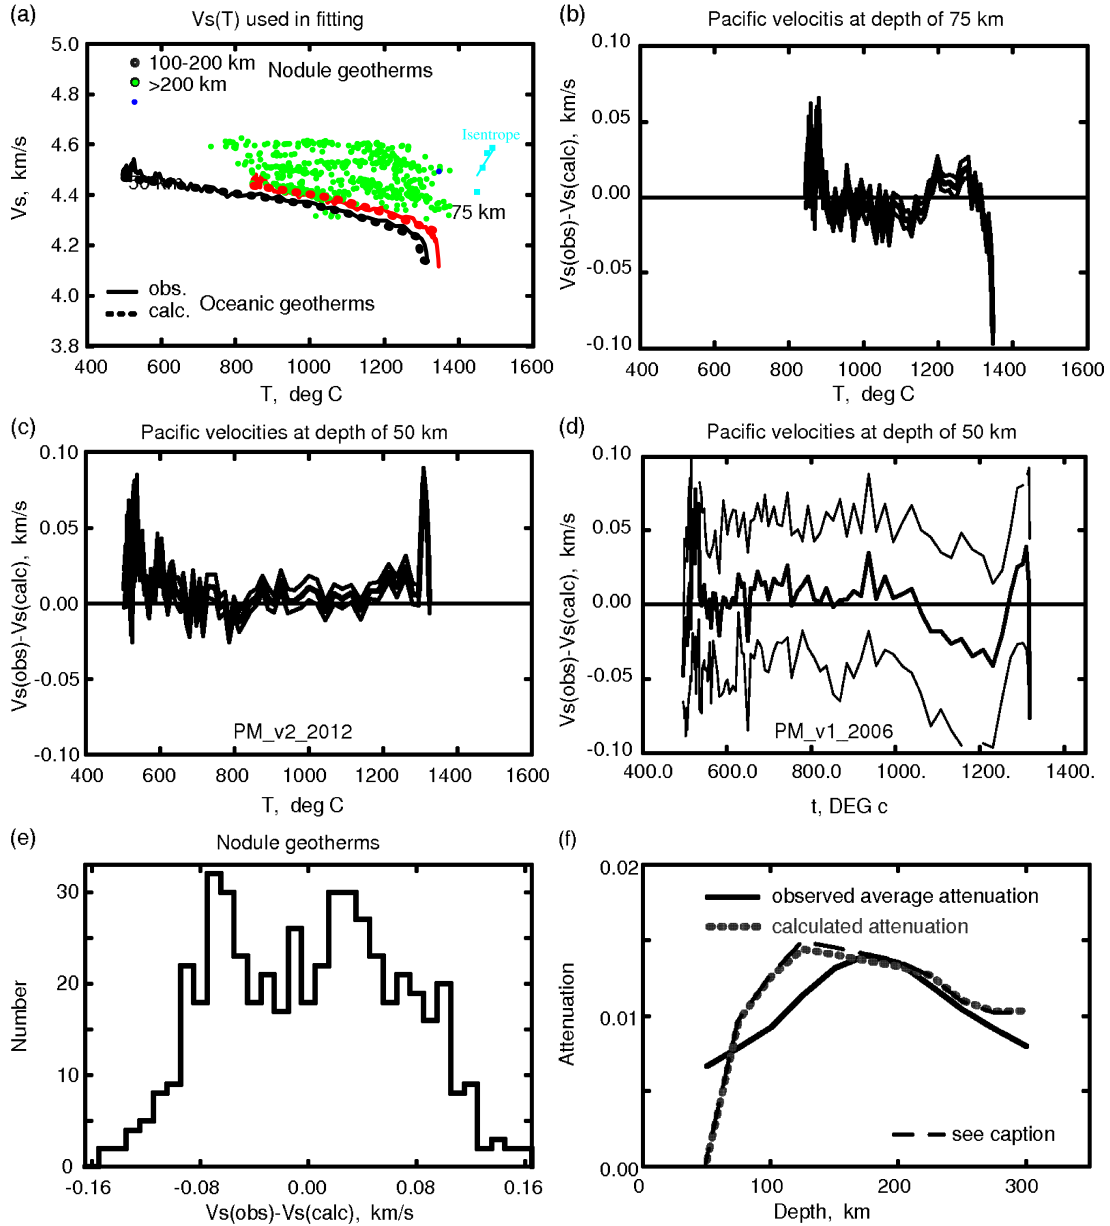 (a)
Vs(T) used in fitting
5.0
4.8
4.6
4.4
4.2
4.0
3.8
Vs, km/s
100-200 km
>200 km
Nodule geotherms
Isentrope
50 km
75 km
obs.
calc.
Oceanic geotherms
400 600 800 1000 1200 1400 1600
T, deg C
(b)
Pacific velocitis at depth of 75 km
0.10
0.05
0.00
-0.05
-0.10
Vs(obs)-Vs(calc), km/s
400 600 800 1000 1200 1400 1600
T, deg C
(c)
Pacific velocities at depth of 50 km
0.10
0.05
0.00
-0.05
-0.10
Vs(obs)-Vs(calc), km/s
PM_v2_2012
400 600 800 1000 1200 1400 1600
T, deg C
(d)
Pacific velocities at depth of 50 km
0.10
0.05
0.00
-0.05
-0.10
Vs(obs)-Vs(calc), km/s
PM_v1_2006
400.0 600.0 800.0 1000. 1200. 1400.
t, DEG c
(e)
Nodule geotherms
30
20
10
0
Number
-0.16 -0.08 0.00 0.08 0.16
Vs(obs)-Vs(calc), km/s
(f)
0.02
0.01
0.00
Attenuation
observed average attenuation
calculated attenuation
see caption
0 100 200 300
Depth, km